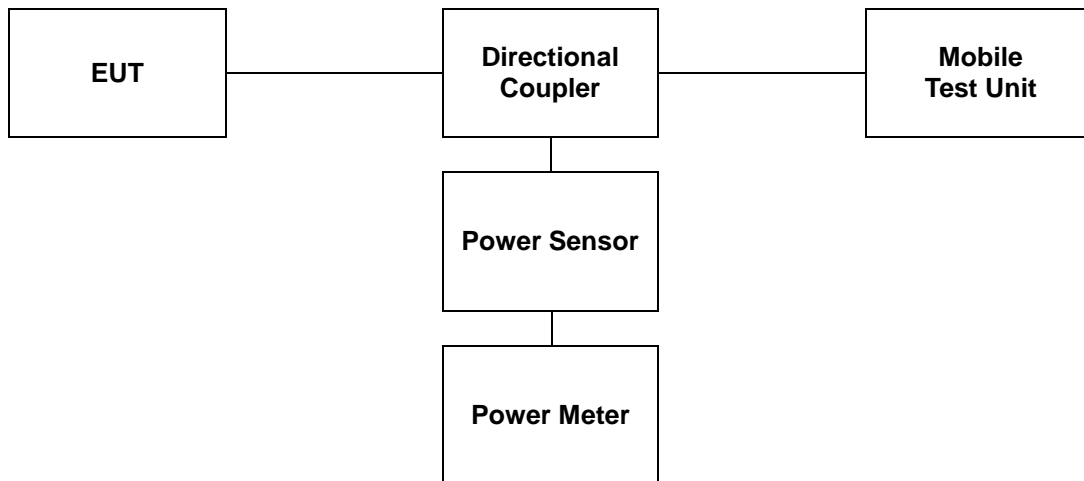 EUT
Directional
Coupler
Mobile
Test Unit
Power Sensor
Power Meter